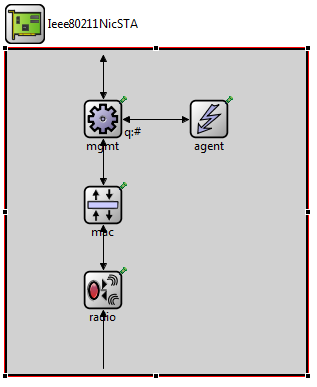 Ieee80211NicSTA
mgmt
q:#
agent
mac
radio